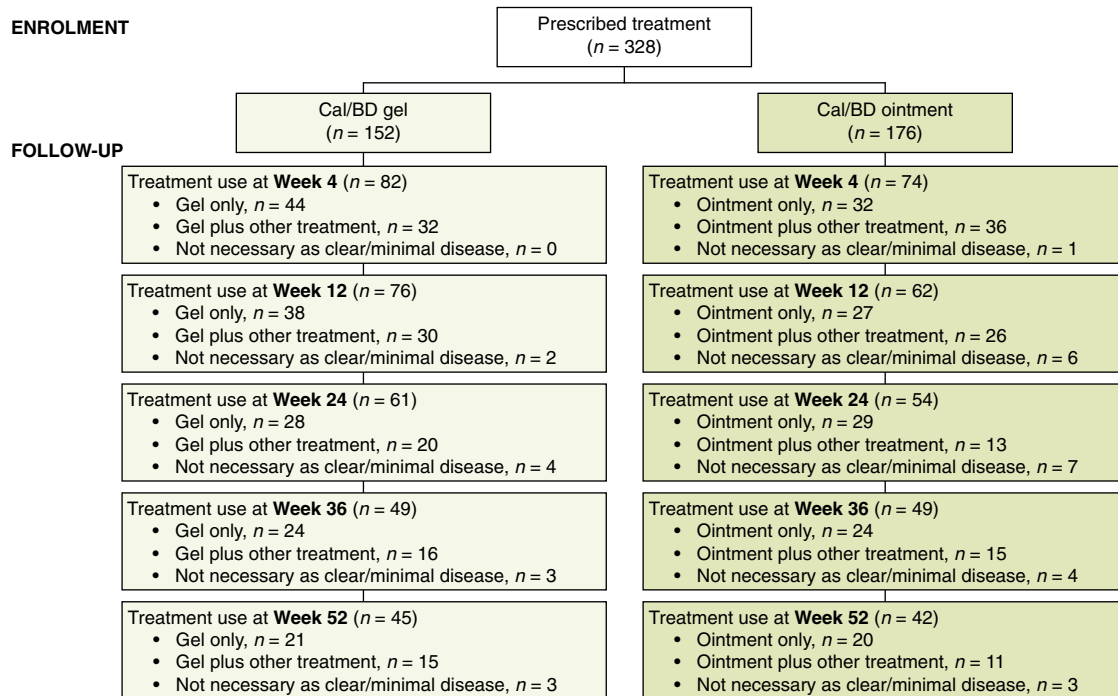 ENROLMENT
Prescribed treatment
(n = 328)
Cal/BD gel
(n = 152)
Cal/BD ointment
(n = 176)
FOLLOW-UP
Treatment use at Week 4 (n = 82)
• Gel only, n = 44
• Gel plus other treatment, n = 32
• Not necessary as clear/minimal disease, n = 0
Treatment use at Week 4 (n = 74)
• Ointment only, n = 32
• Ointment plus other treatment, n = 36
• Not necessary as clear/minimal disease, n = 1
Treatment use at Week 12 (n = 76)
• Gel only, n = 38
• Gel plus other treatment, n = 30
• Not necessary as clear/minimal disease, n = 2
Treatment use at Week 12 (n = 62)
• Ointment only, n = 27
• Ointment plus other treatment, n = 26
• Not necessary as clear/minimal disease, n = 6
Treatment use at Week 24 (n = 61)
• Gel only, n = 28
• Gel plus other treatment, n = 20
• Not necessary as clear/minimal disease, n = 4
Treatment use at Week 24 (n = 54)
• Ointment only, n = 29
• Ointment plus other treatment, n = 13
• Not necessary as clear/minimal disease, n = 7
Treatment use at Week 36 (n = 49)
• Gel only, n = 24
• Gel plus other treatment, n = 16
• Not necessary as clear/minimal disease, n = 3
Treatment use at Week 36 (n = 49)
• Ointment only, n = 24
• Ointment plus other treatment, n = 15
• Not necessary as clear/minimal disease, n = 4
Treatment use at Week 52 (n = 45)
• Gel only, n = 21
• Gel plus other treatment, n = 15
• Not necessary as clear/minimal disease, n = 3
Treatment use at Week 52 (n = 42)
• Ointment only, n = 20
• Ointment plus other treatment, n = 11
• Not necessary as clear/minimal disease, n = 3